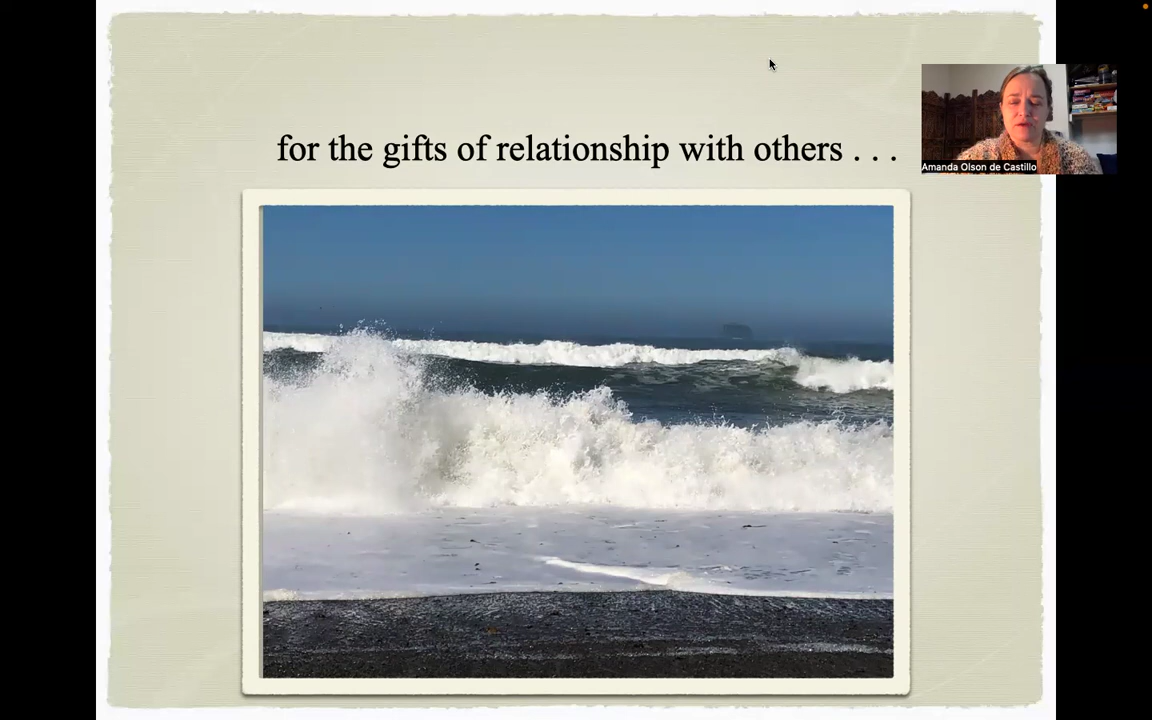 for the gifts of relationship with others . . .
Amanda Olson de Castillo